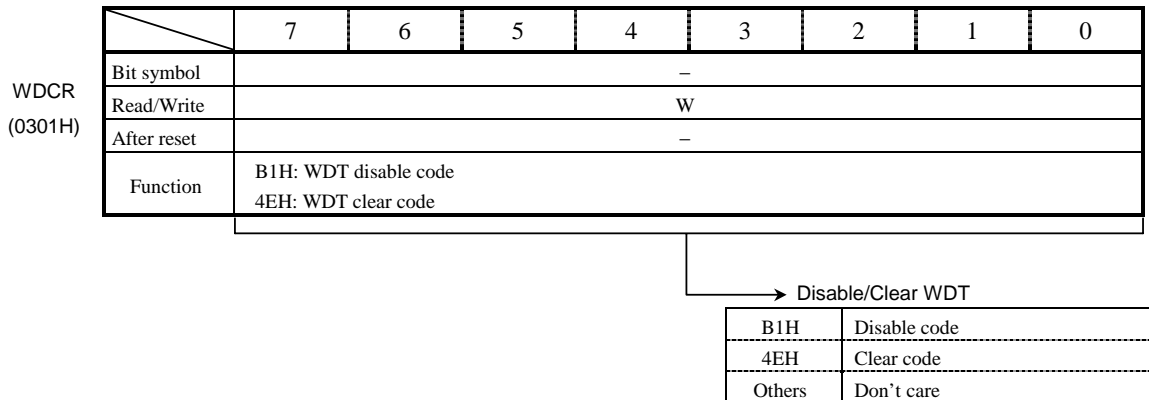 7 6 5 4 3 2 1 0
WDCR
(0301H)
Bit symbol –
Read/Write W
After reset –
Function B1H: WDT disable code
4EH: WDT clear code
Disable/Clear WDT
B1H Disable code
4EH Clear code
Others Don't care